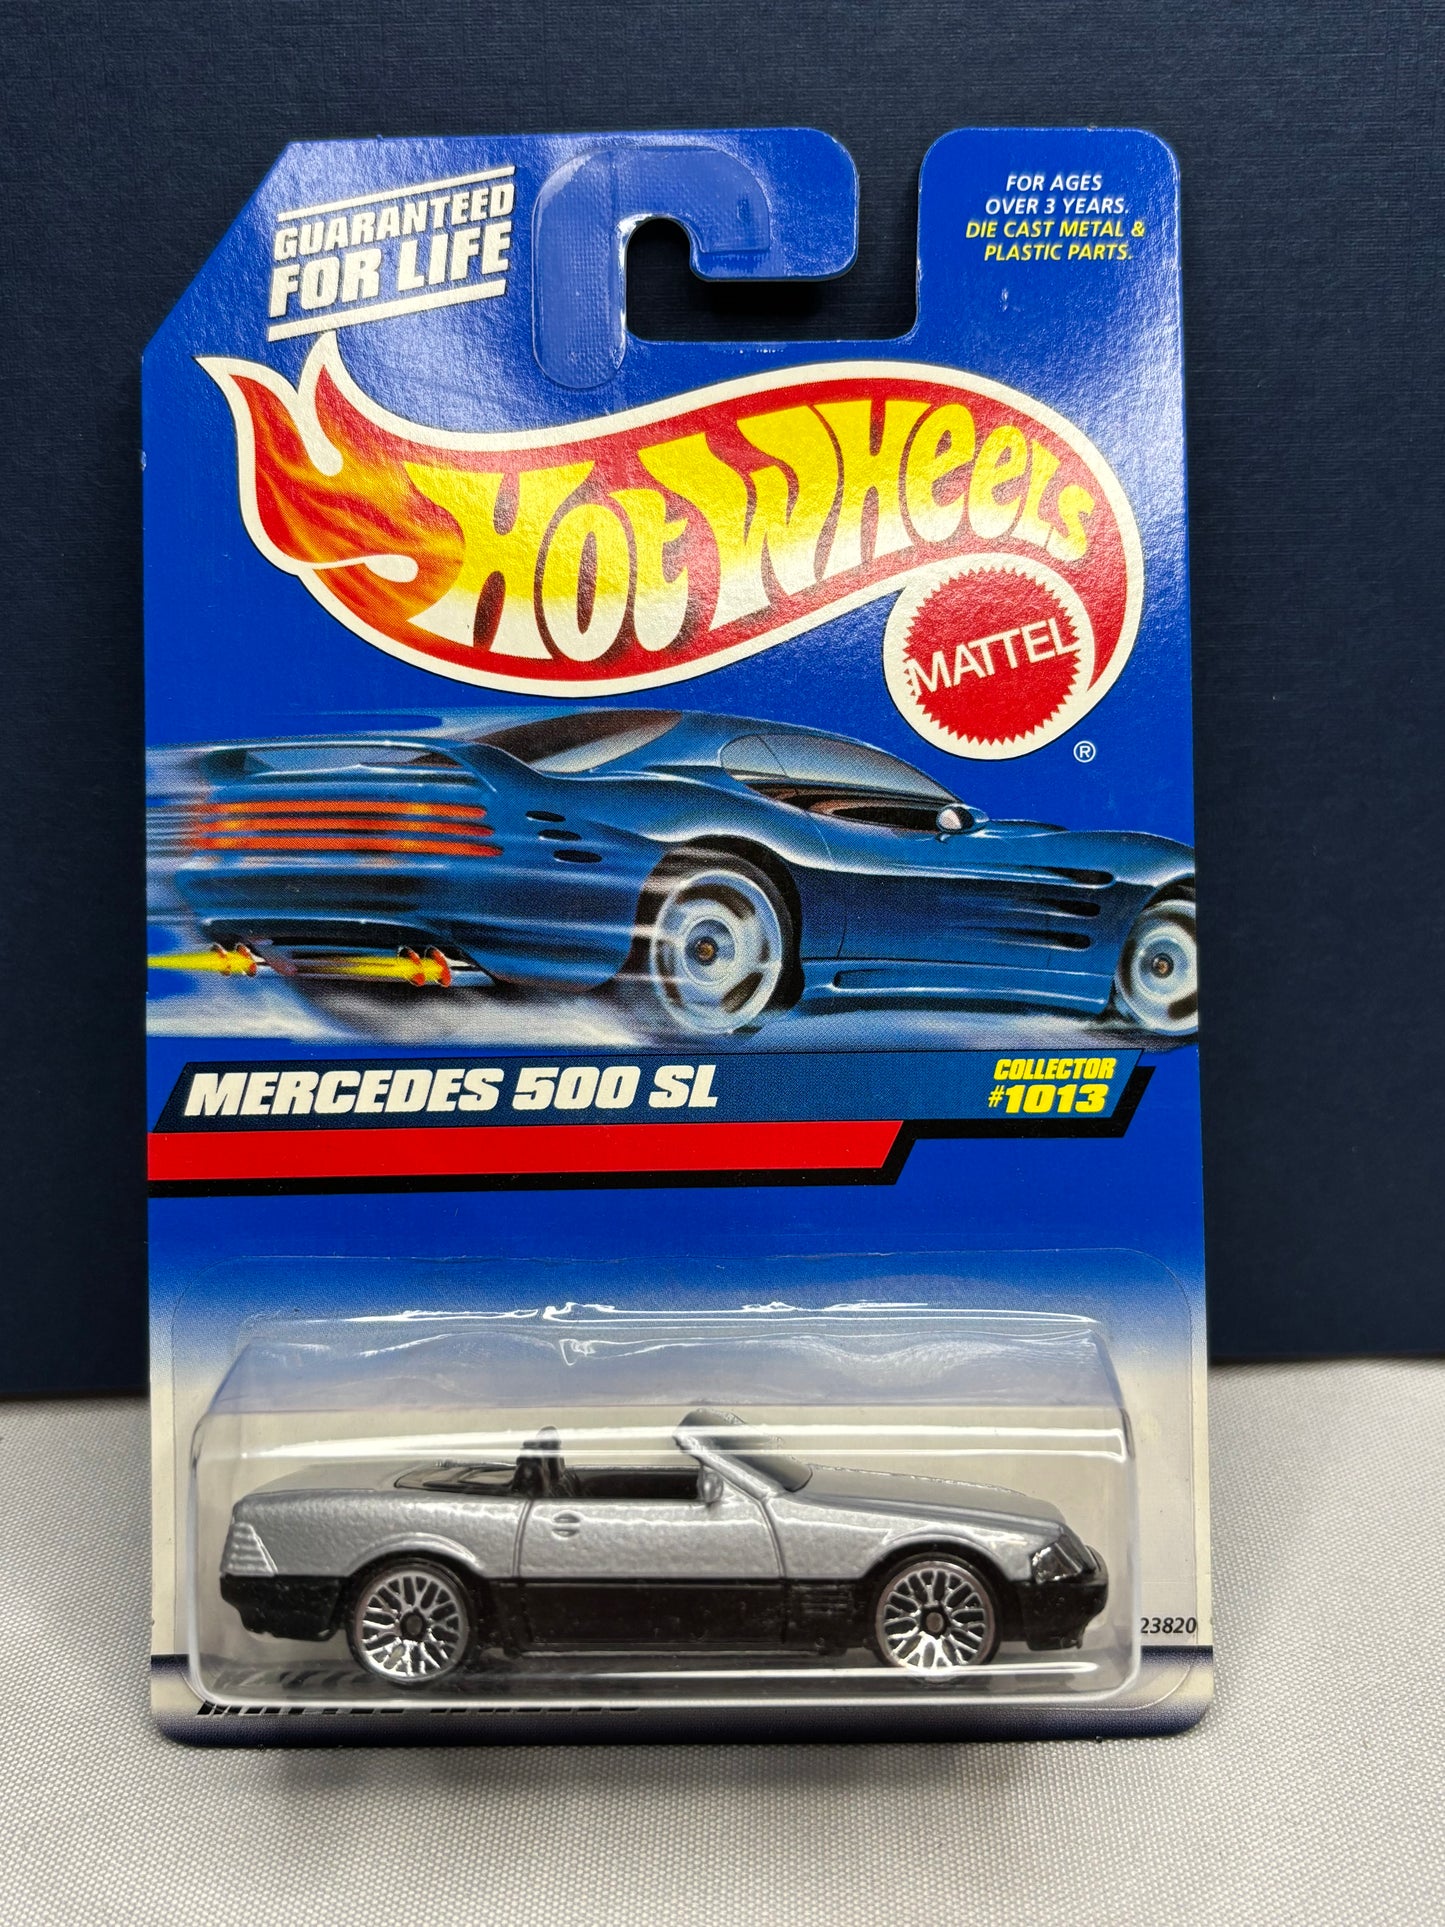 GUARANTEED
FOR LIFE
FOR AGES
OVER 3 YEARS.
DIE CAST METAL &
PLASTIC PARTS.
HOT WHEELS
MATTEL
®
MERCEDES 500 SL
COLLECTOR
#1013
23820